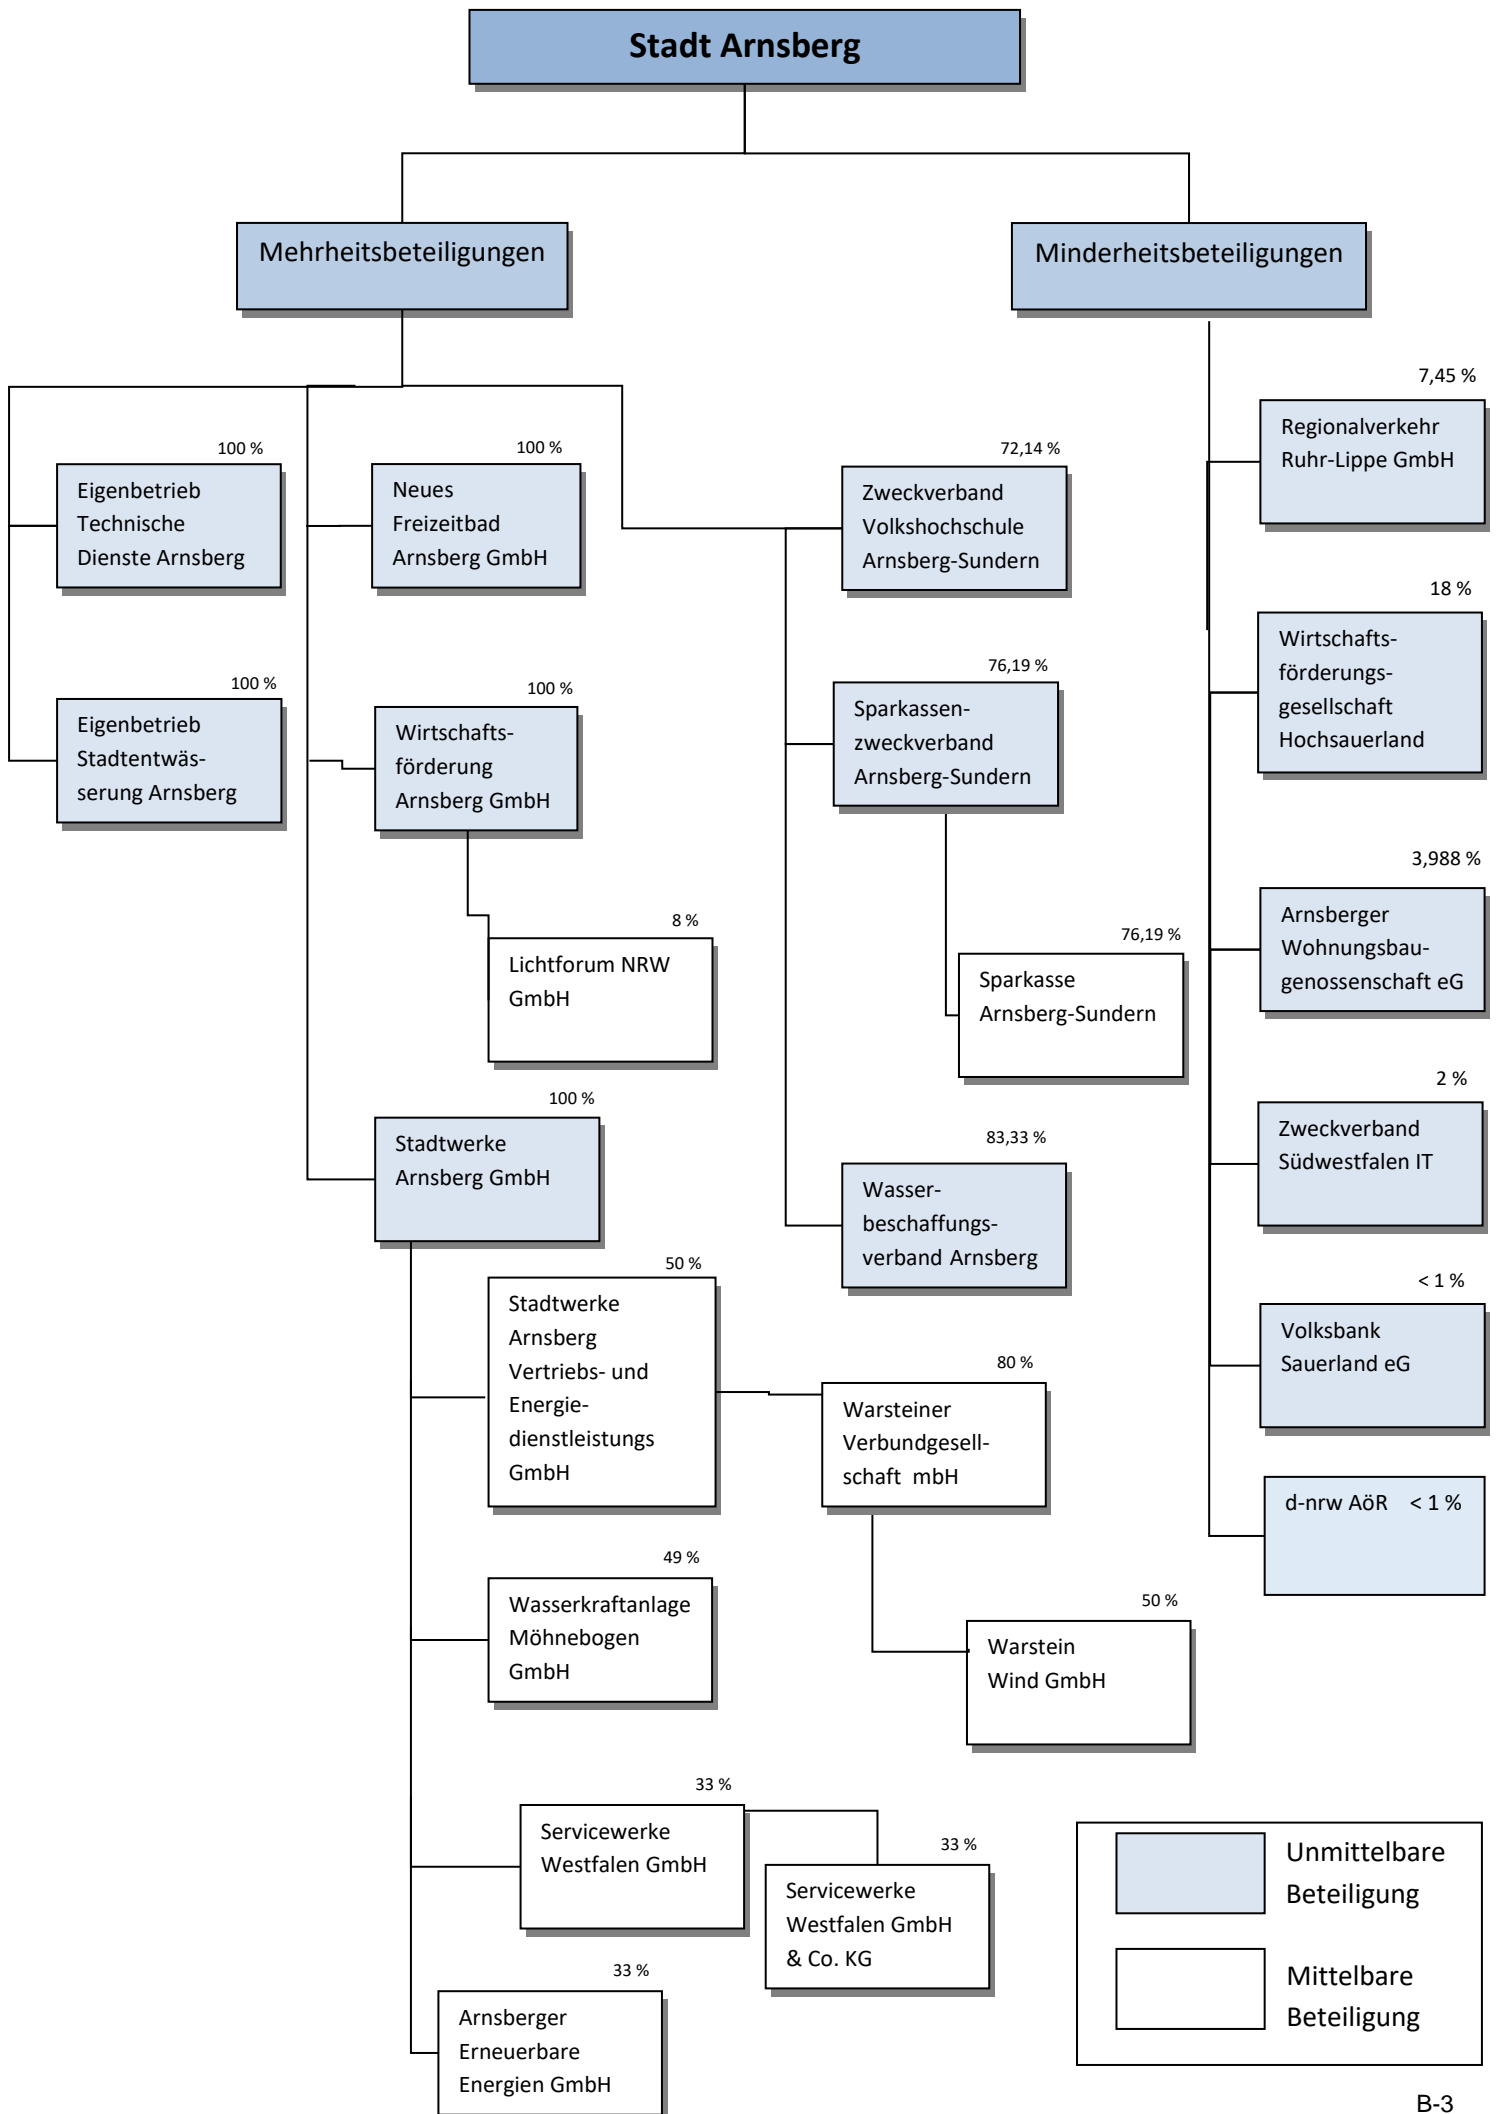 Stadt Arnsberg
Mehrheitsbeteiligungen
Minderheitsbeteiligungen
100 %
Eigenbetrieb
Technische
Dienste Arnsberg
100 %
Eigenbetrieb
Stadtentwäs-
serung Arnsberg
100 %
Neues
Freizeitbad
Arnsberg GmbH
100 %
Wirtschafts-
förderung
Arnsberg GmbH
8 %
Lichtforum NRW
GmbH
100 %
Stadtwerke
Arnsberg GmbH
50 %
Stadtwerke
Arnsberg
Vertriebs- und
Energie-
dienstleistungs
GmbH
80 %
Warsteiner
Verbundgesell-
schaft mbH
50 %
Warstein
Wind GmbH
49 %
Wasserkraftanlage
Möhnebogen
GmbH
33 %
Servicewerke
Westfalen GmbH
33 %
Servicewerke
Westfalen GmbH
& Co. KG
33 %
Arnsberger
Erneuerbare
Energien GmbH
72,14 %
Zweckverband
Volkshochschule
Arnsberg-Sundern
76,19 %
Sparkassen-
zweckverband
Arnsberg-Sundern
76,19 %
Sparkasse
Arnsberg-Sundern
83,33 %
Wasser-
beschaffungs-
verband Arnsberg
7,45 %
Regionalverkehr
Ruhr-Lippe GmbH
18 %
Wirtschafts-
förderungs-
gesellschaft
Hochsauerland
3,988 %
Arnsberger
Wohnungsbau-
genossenschaft eG
2 %
Zweckverband
Südwestfalen IT
< 1 %
Volksbank
Sauerland eG
d-nrw AöR < 1 %
Unmittelbare
Beteiligung
Mittelbare
Beteiligung
B-3